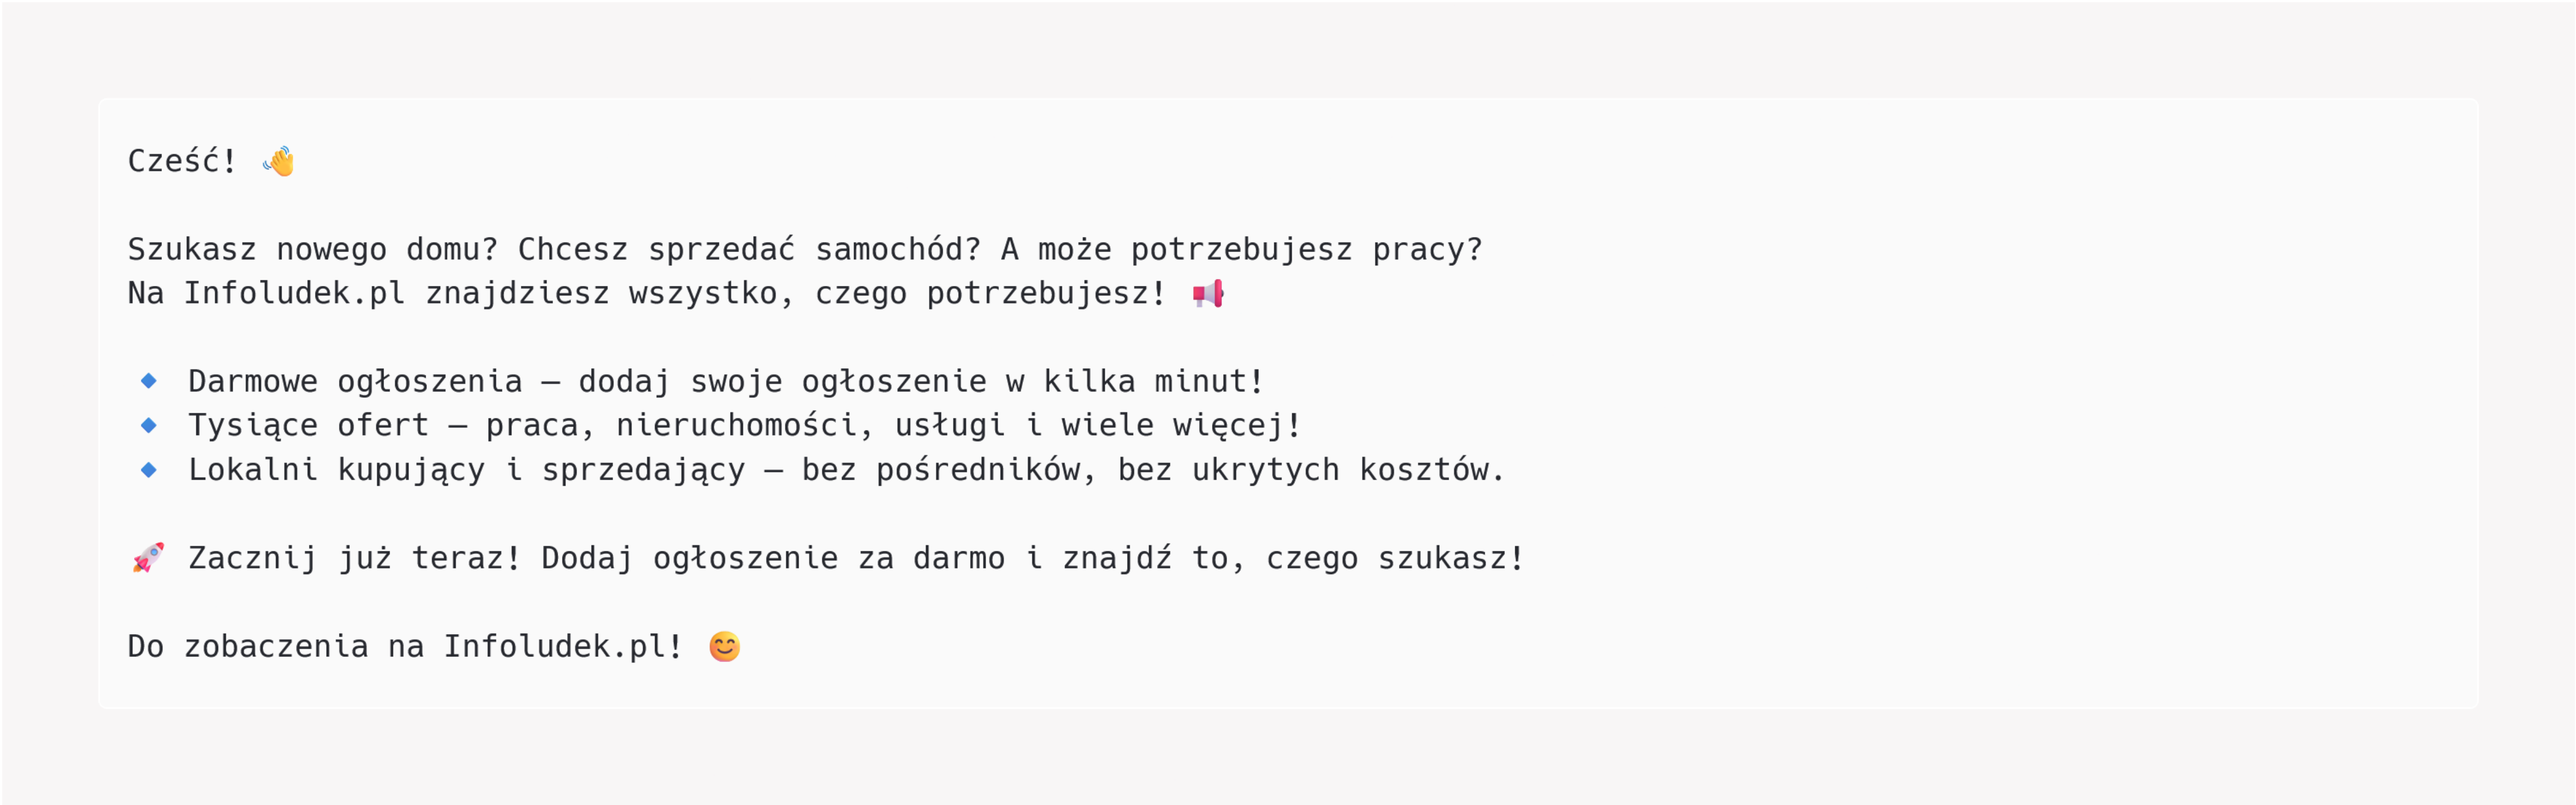 Cześć! 👋
Szukasz nowego domu? Chcesz sprzedać samochód? A może potrzebujesz pracy?
Na Infoludek.pl znajdziesz wszystko, czego potrzebujesz! 📢
🔹 Darmowe ogłoszenia – dodaj swoje ogłoszenie w kilka minut!
🔹 Tysiące ofert – praca, nieruchomości, usługi i wiele więcej!
🔹 Lokalni kupujący i sprzedający – bez pośredników, bez ukrytych kosztów.
🚀 Zacznij już teraz! Dodaj ogłoszenie za darmo i znajdź to, czego szukasz!
Do zobaczenia na Infoludek.pl! 😊